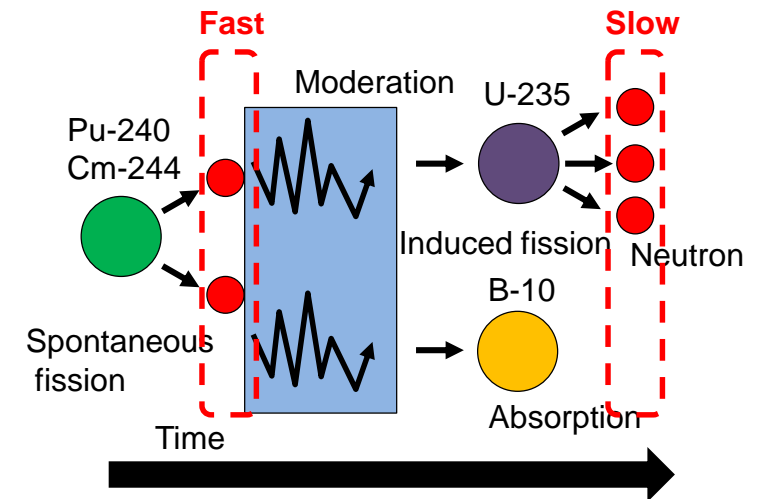 Fast
Slow
Moderation
U-235
Pu-240
Cm-244
Induced fission
Neutron
B-10
Spontaneous
fission
Absorption
Time